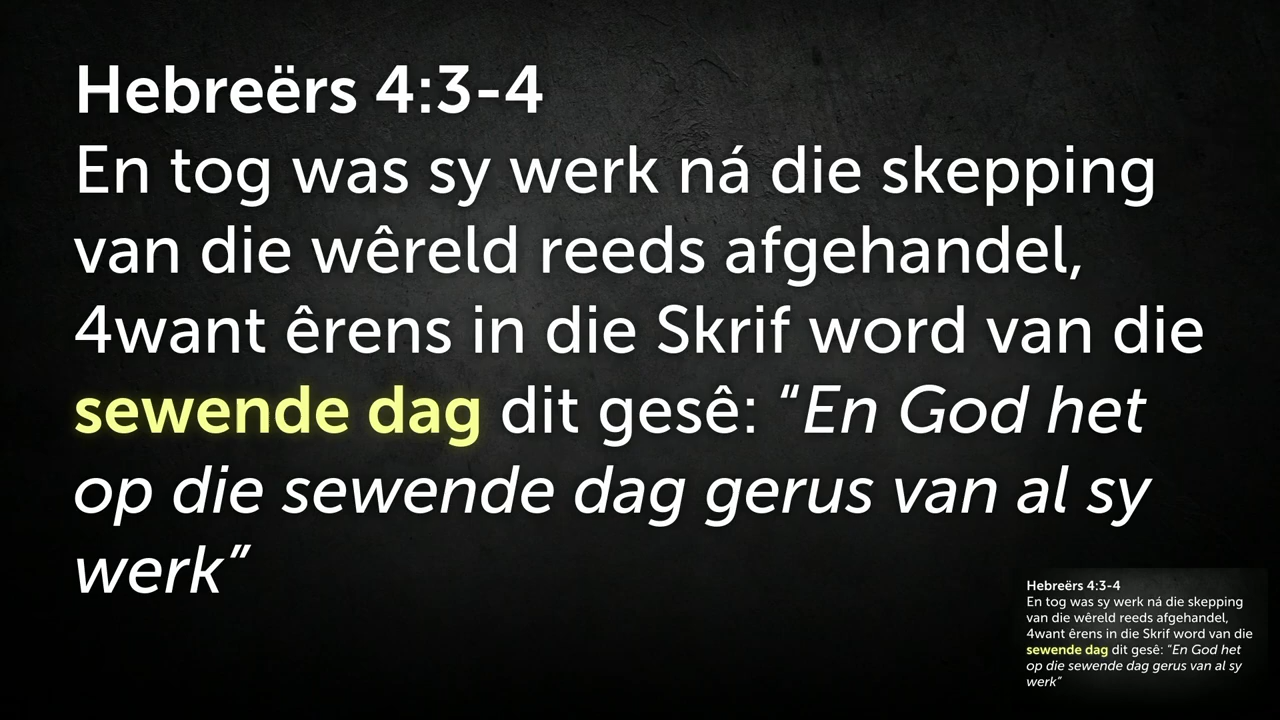 Hebreërs 4:3-4
En tog was sy werk ná die skepping
van die wêreld reeds afgehandel,
4want êrens in die Skrif word van die
sewende dag dit gesê: “En God het
op die sewende dag gerus van al sy
werk”
Hebreërs 4:3-4
En tog was sy werk ná die skepping
van die wêreld reeds afgehandel,
4want êrens in die Skrif word van die
sewende dag dit gesê: “En God het
op die sewende dag gerus van al sy
werk”